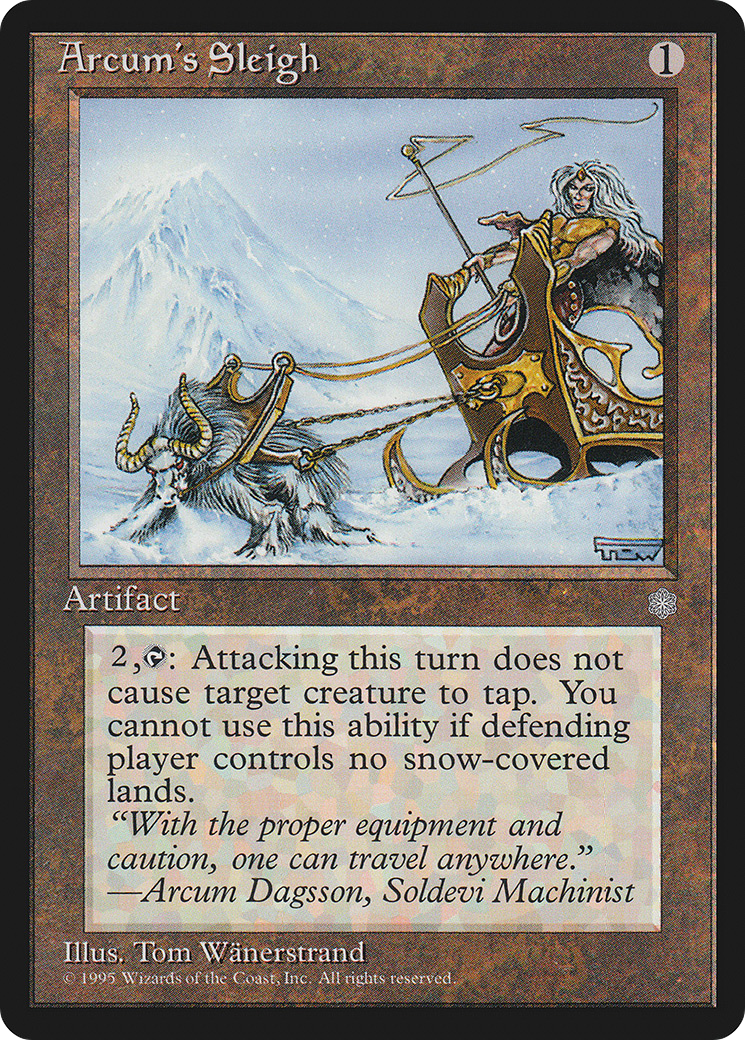 Arcum's Sleigh 1
TSW
Artifact
2,: Attacking this turn does not
cause target creature to tap. You
cannot use this ability if defending
player controls no snow-covered
lands.
“With the proper equipment and
caution, one can travel anywhere.”
—Arcum Dagsson, Soldevi Machinist
Illus. Tom Wänerstrand
© 1995 Wizards of the Coast, Inc. All rights reserved.